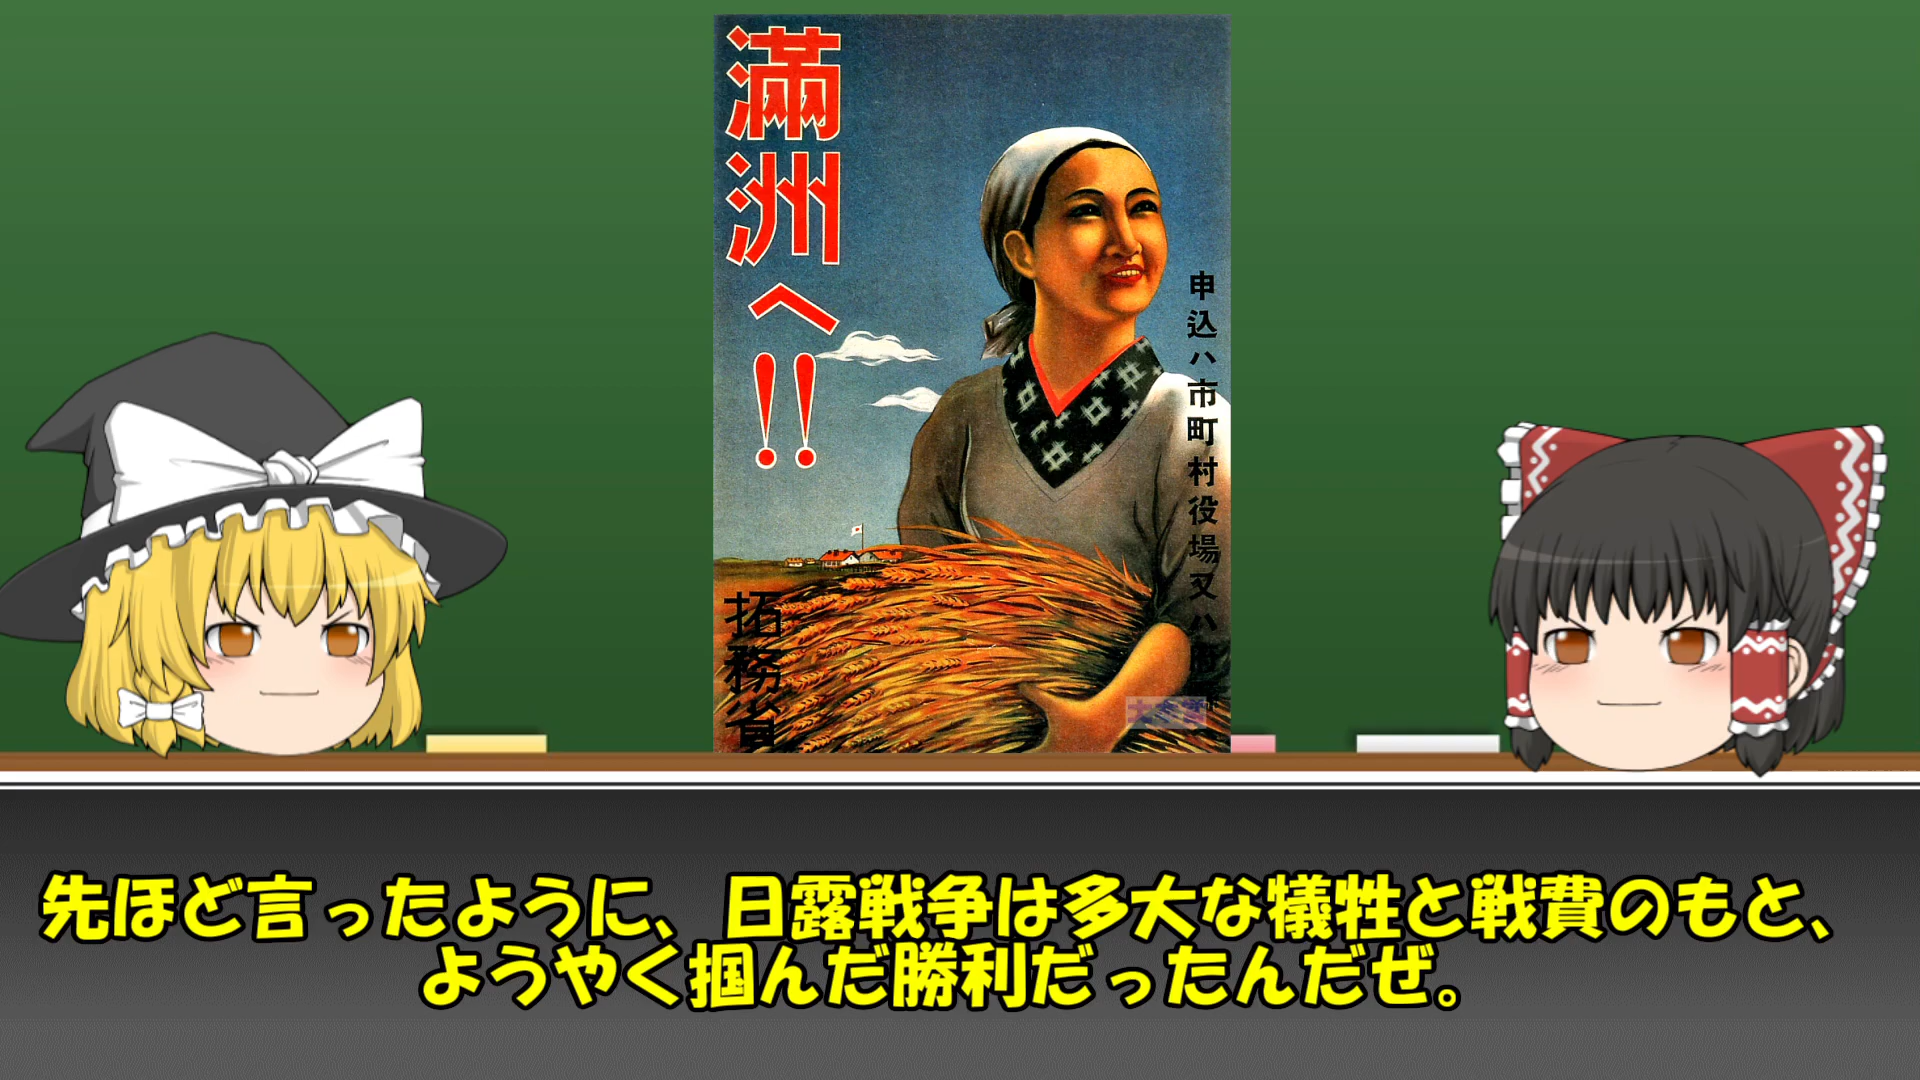 滿洲へ!!
申込ハ市町村役場又ハ
拓務省
先ほど言ったように、日露戦争は多大な犠牲と戦費のもと、
ようやく掴んだ勝利だったんだぜ。